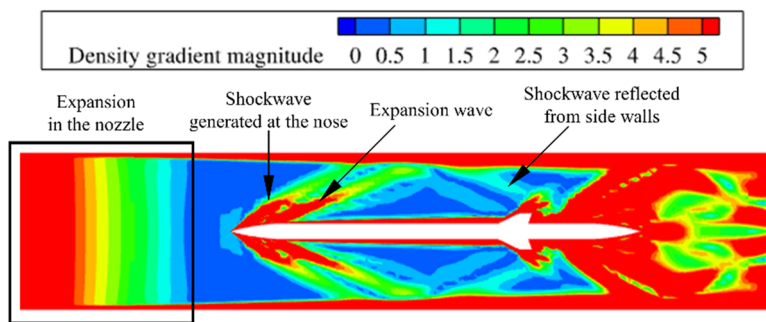 Density gradient magnitude 0 0.5 1 1.5 2 2.5 3 3.5 4 4.5 5
Expansion
in the nozzle
Shockwave
generated at the nose
Expansion wave
Shockwave reflected
from side walls